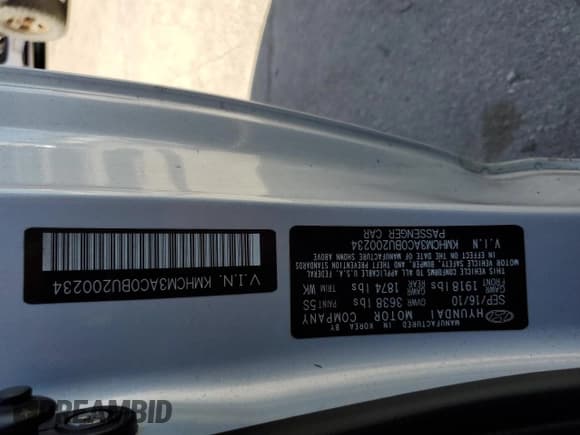 HYUNDAI MOTOR COMPANY
MANUFACTURED IN KOREA
SEP/16/10 GVWR 3638 lbs PAINT:5S
GAWR FRONT 1918 lbs GAWR REAR 1874 lbs TRIM WK
THIS VEHICLE CONFORMS TO ALL APPLICABLE U.S.A. FEDERAL
MOTOR VEHICLE SAFETY, BUMPER, AND THEFT PREVENTION STANDARDS
IN EFFECT ON THE DATE OF MANUFACTURE SHOWN ABOVE
V.I.N. KMHCM3AC0BU200234
PASSENGER CAR
V.I.N. KMHCM3AC0BU200234
PREAMBID